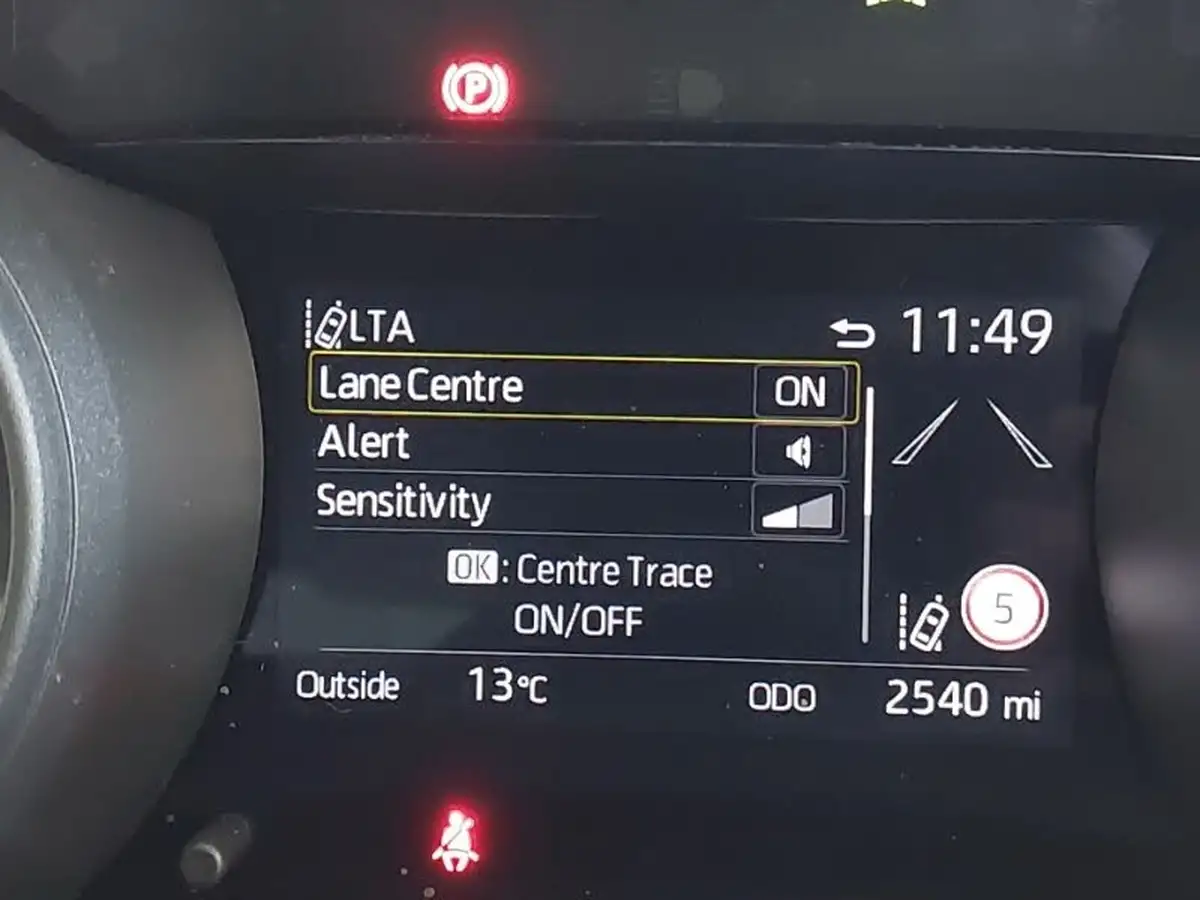 P
LTA
11:49
Lane Centre ON
Alert
Sensitivity
OK : Centre Trace
ON/OFF
5
Outside 13°C ODO 2540 mi